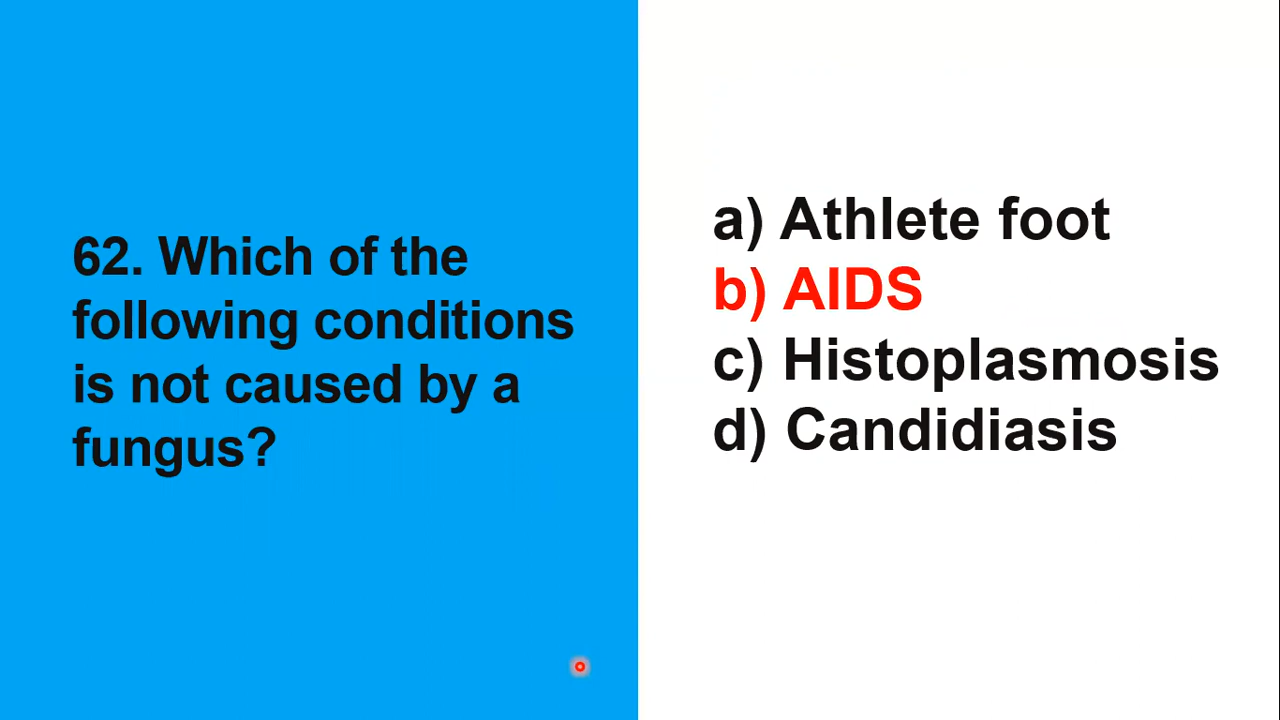 62. Which of the
following conditions
is not caused by a
fungus?
a) Athlete foot
b) AIDS
c) Histoplasmosis
d) Candidiasis